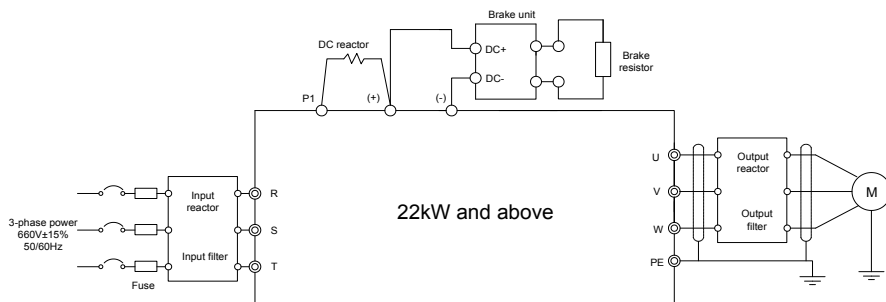 Brake unit
DC reactor
DC+
DC-
Brake
resistor
P1
(+)
(-)
3-phase power
660V±15%
50/60Hz
Fuse
Input
reactor
Input filter
R
S
T
22kW and above
U
V
W
PE
Output
reactor
Output
filter
M